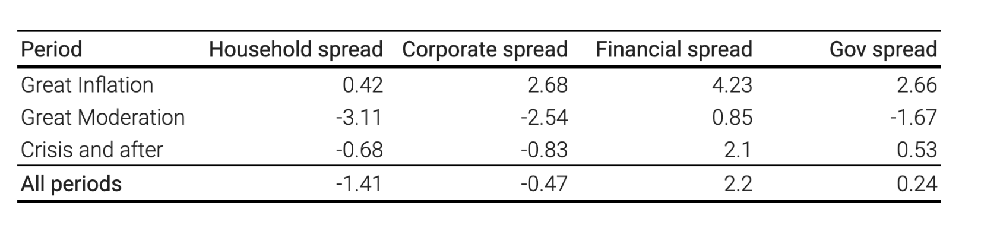 Period Household spread Corporate spread Financial spread Gov spread
Great Inflation 0.42 2.68 4.23 2.66
Great Moderation -3.11 -2.54 0.85 -1.67
Crisis and after -0.68 -0.83 2.1 0.53
All periods -1.41 -0.47 2.2 0.24